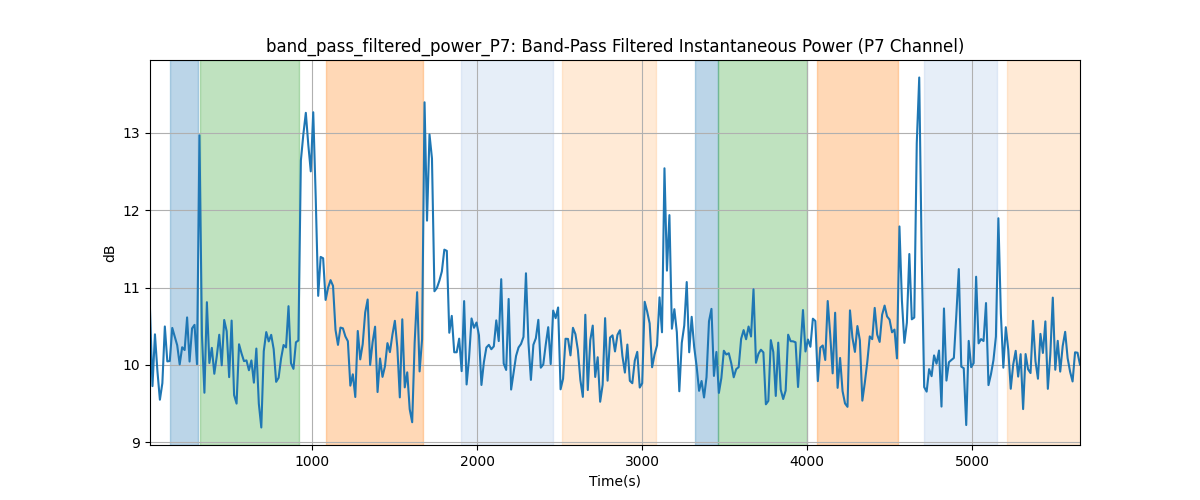 band_pass_filtered_power_P7: Band-Pass Filtered Instantaneous Power (P7 Channel)
13
12
11
10
9
dB
1000 2000 3000 4000 5000
Time(s)